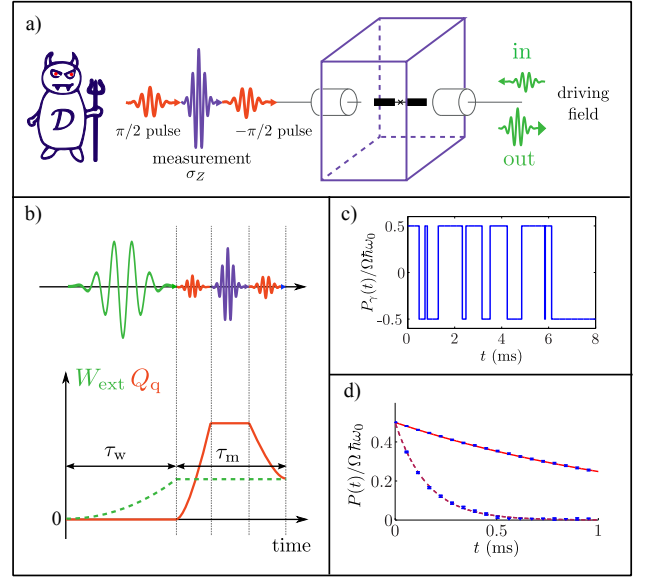 a)
in
driving
field
out
𝒟
π/2 pulse
−π/2 pulse
measurement
σ_Z
b)
W_ext Q_q
τ_w
τ_m
0
time
c)
P_γ(t)/Ωħω_0
0.5
0
-0.5
0 2 4 6 8
t (ms)
d)
P(t)/Ω ħω_0
0.4
0.2
0
0 0.5 1
t (ms)